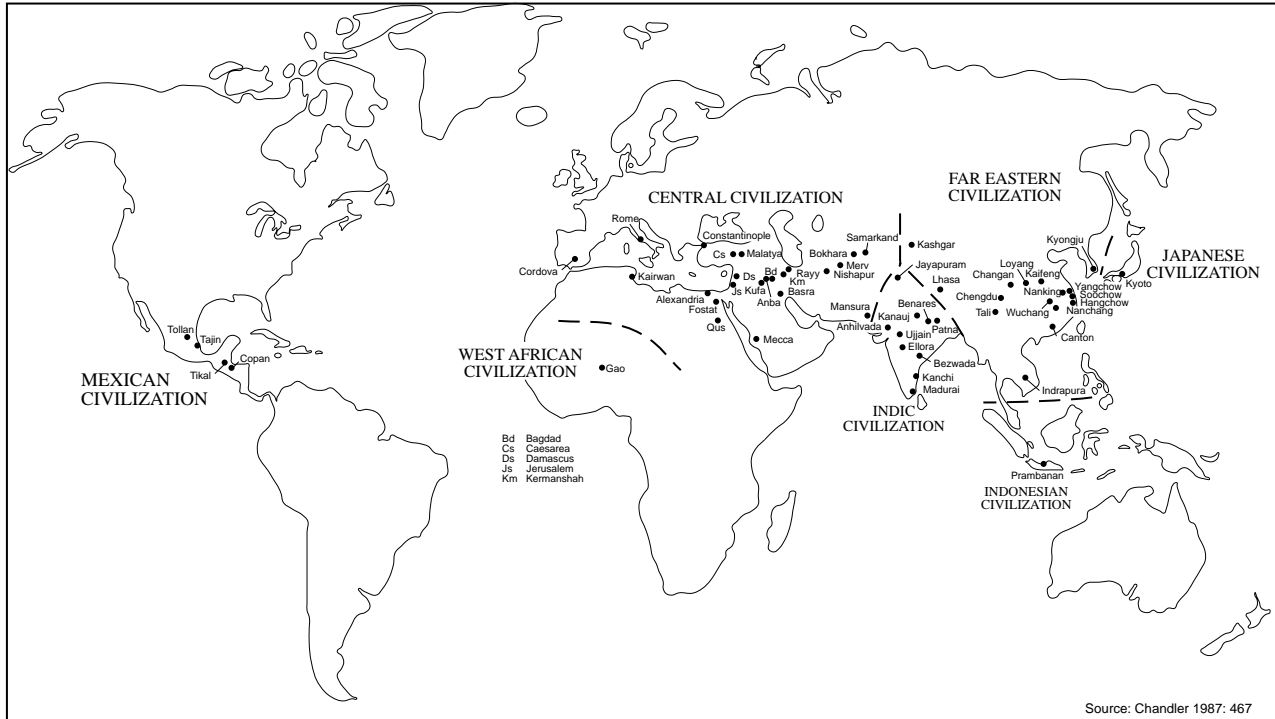 FAR EASTERN
CIVILIZATION
CENTRAL CIVILIZATION
Rome
Constantinople
Samarkand
Bokhara
Kashgar
Kyongju
JAPANESE
CIVILIZATION
Cs
Malatya
Merv
Nishapur
Jayapuram
Loyang
Kaifeng
Changan
Cordova
Kairwan
Ds
Bd
Rayy
Km
Lhasa
Nanking
Yangchow
Soochow
Hangchow
Kyoto
Js
Kufa
Basra
Anba
Alexandria
Fostat
Chengdu
Nanchang
Mansura
Benares
Kanauj
Tali
Wuchang
Qus
Anhilvada
Patna
Ujjain
Canton
Tollan
Tajin
Mecca
Ellora
WEST AFRICAN
CIVILIZATION
Gao
Bezwada
Copan
Tikal
Kanchi
Madurai
MEXICAN
CIVILIZATION
Indrapura
INDIC
CIVILIZATION
Bd Bagdad
Cs Caesarea
Ds Damascus
Js Jerusalem
Km Kermanshah
Prambanan
INDONESIAN
CIVILIZATION
Source: Chandler 1987: 467